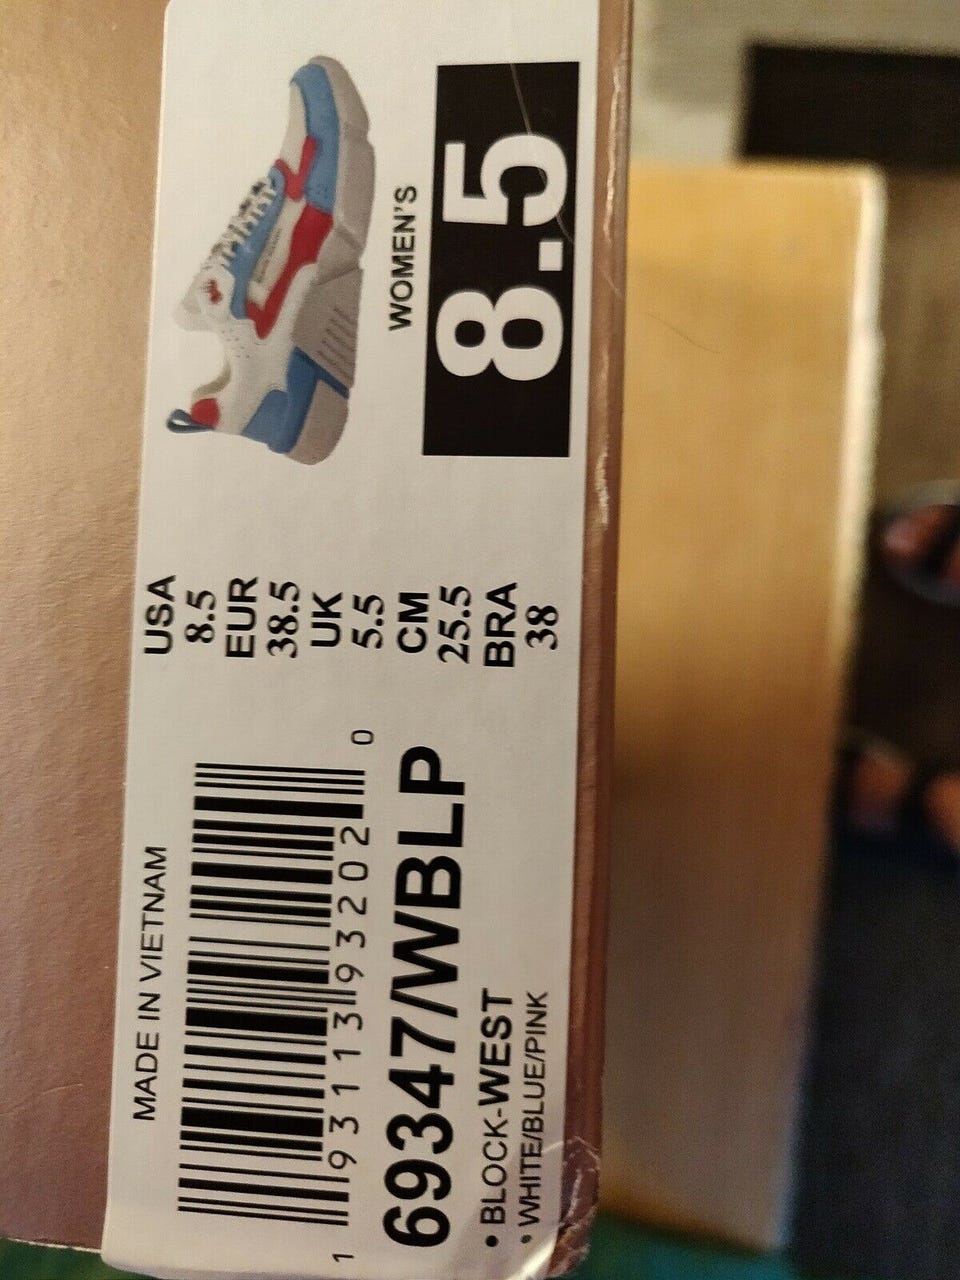 MADE IN VIETNAM
1 93113 93202 0
69347/WBLP
• BLOCK-WEST
• WHITE/BLUE/PINK
USA
8.5
EUR
38.5
UK
5.5
CM
25.5
BRA
38
WOMEN'S
8.5